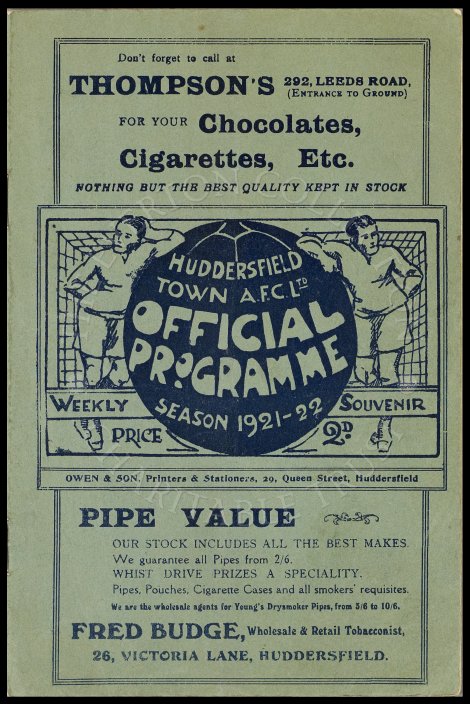 Don't forget to call at
THOMPSON'S 292, LEEDS ROAD,
(ENTRANCE TO GROUND)
FOR YOUR Chocolates,
Cigarettes, Etc.
NOTHING BUT THE BEST QUALITY KEPT IN STOCK
HUDDERSFIELD
TOWN A.F.C. LTD
OFFICIAL
PROGRAMME
SEASON 1921-22
WEEKLY SOUVENIR
PRICE 2D.
OWEN & SON, Printers & Stationers, 29, Queen Street, Huddersfield
PIPE VALUE
OUR STOCK INCLUDES ALL THE BEST MAKES.
We guarantee all Pipes from 2/6.
WHIST DRIVE PRIZES A SPECIALITY.
Pipes, Pouches, Cigarette Cases and all smokers' requisites.
We are the wholesale agents for Young's Drysmoker Pipes, from 5/6 to 10/6.
FRED BUDGE, Wholesale & Retail Tobacconist,
26, VICTORIA LANE, HUDDERSFIELD.